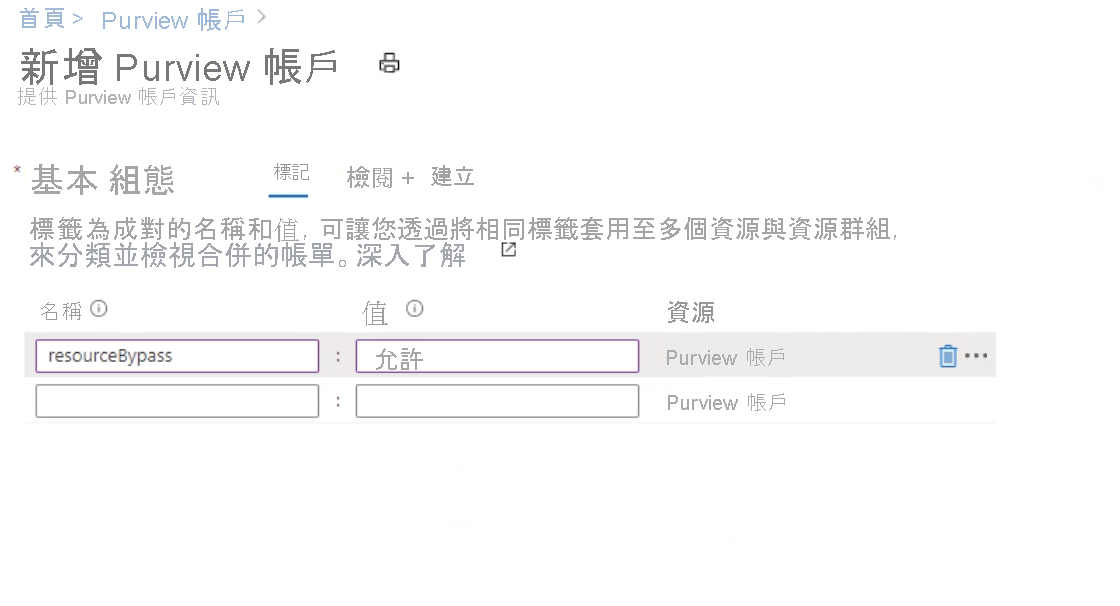 首頁 > Purview 帳戶 >
新增 Purview 帳戶
提供 Purview 帳戶資訊
* 基本 組態 標記 檢閱 + 建立
標籤為成對的名稱和值, 可讓您透過將相同標籤套用至多個資源與資源群組,
來分類並檢視合併的帳單。深入了解
名稱 值 資源
resourceBypass : 允許 Purview 帳戶
: Purview 帳戶